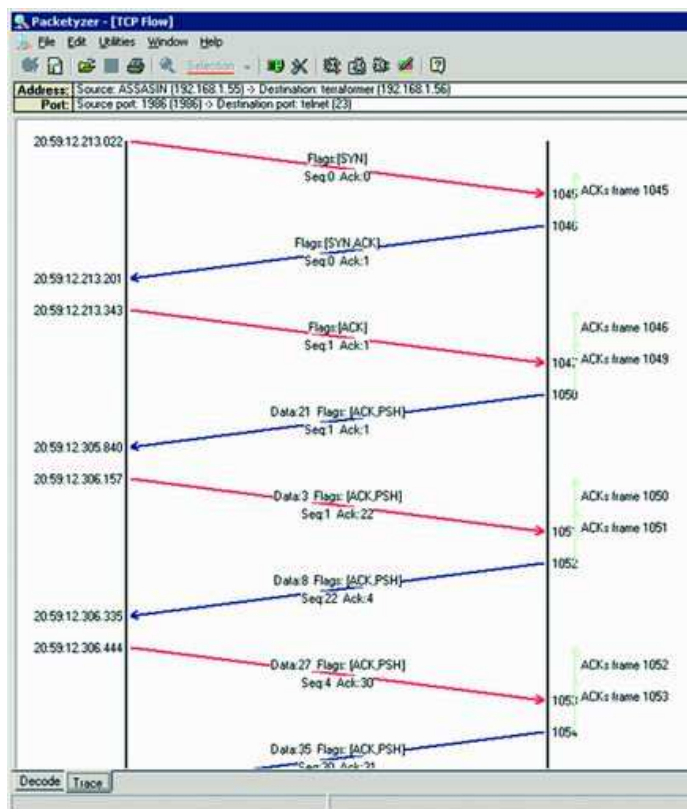 Packetyzer - [TCP Flow]
File Edit Utilities Window Help
Selection
Address: Source: ASSASIN (192.168.1.55) -> Destination: terraformer (192.168.1.56)
Port: Source port: 1986 (1986) -> Destination port: telnet (23)
20:59:12.213.022
Flags:[SYN]
Seq:0 Ack:0
1045 ACKs frame 1045
1046
Flags:[SYN,ACK]
Seq:0 Ack:1
20:59:12.213.201
20:59:12.213.343
Flags:[ACK]
Seq:1 Ack:1
ACKs frame 1046
1047 ACKs frame 1049
1050
Data:21 Flags: [ACK,PSH]
Seq:1 Ack:1
20:59:12.305.840
20:59:12.306.157
Data:3 Flags: [ACK,PSH]
Seq:1 Ack:22
ACKs frame 1050
1051 ACKs frame 1051
1052
Data:8 Flags: [ACK,PSH]
Seq:22 Ack:4
20:59:12.306.335
20:59:12.306.444
Data:27 Flags: [ACK,PSH]
Seq:4 Ack:30
ACKs frame 1052
1053 ACKs frame 1053
1054
Data:35 Flags: [ACK,PSH]
Seq:30 Ack:31
Decode Trace